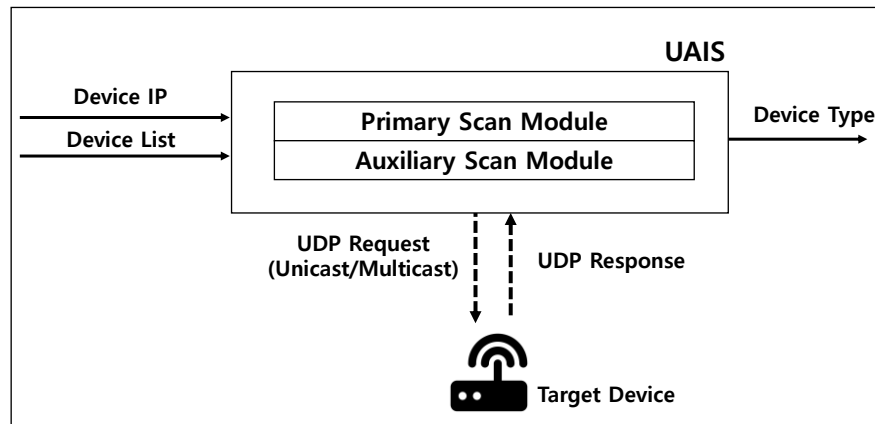 UAIS
Device IP
Device List
Primary Scan Module
Auxiliary Scan Module
Device Type
UDP Request
(Unicast/Multicast)
UDP Response
Target Device